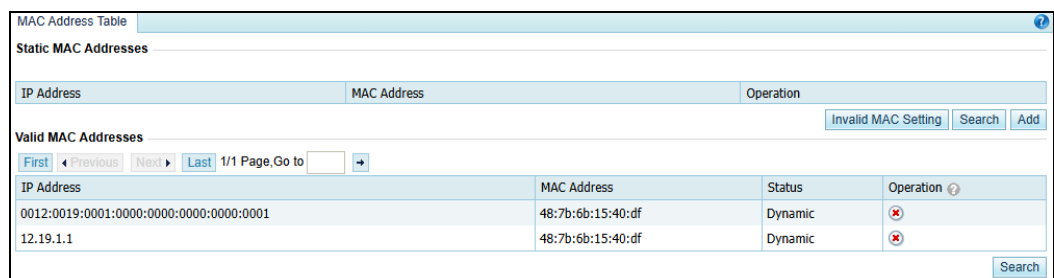 MAC Address Table
Static MAC Addresses
IP Address MAC Address Operation
Invalid MAC Setting Search Add
Valid MAC Addresses
First Previous Next Last 1/1 Page,Go to
IP Address MAC Address Status Operation
0012:0019:0001:0000:0000:0000:0000:0001 48:7b:6b:15:40:df Dynamic
12.19.1.1 48:7b:6b:15:40:df Dynamic
Search